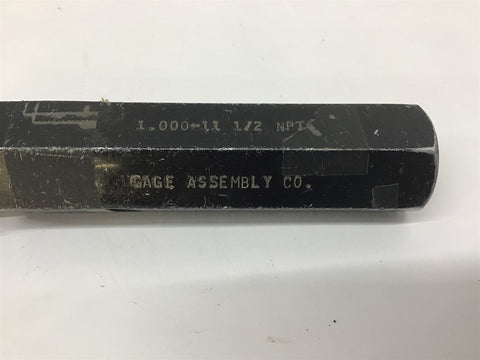 1.000-11 1/2 NPT
GAGE ASSEMBLY CO.